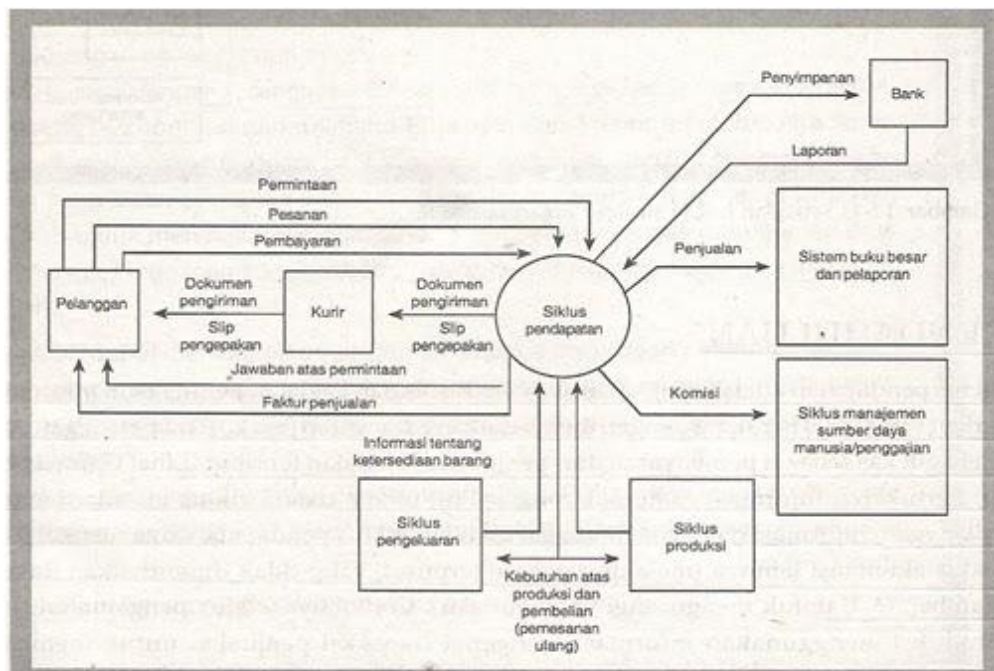 Penyimpanan
Bank
Laporan
Permintaan
Pesanan
Pembayaran
Penjualan
Sistem buku besar
dan pelaporan
Pelanggan
Dokumen
pengiriman
Slip
pengepakan
Kurir
Dokumen
pengiriman
Slip
pengepakan
Siklus
pendapatan
Jawaban atas permintaan
Faktur penjualan
Komisi
Siklus manajemen
sumber daya
manusia/penggajian
Informasi tentang
ketersediaan barang
Siklus
pengeluaran
Siklus
produksi
Kebutuhan atas
produksi dan
pembelian
(pemesanan
ulang)